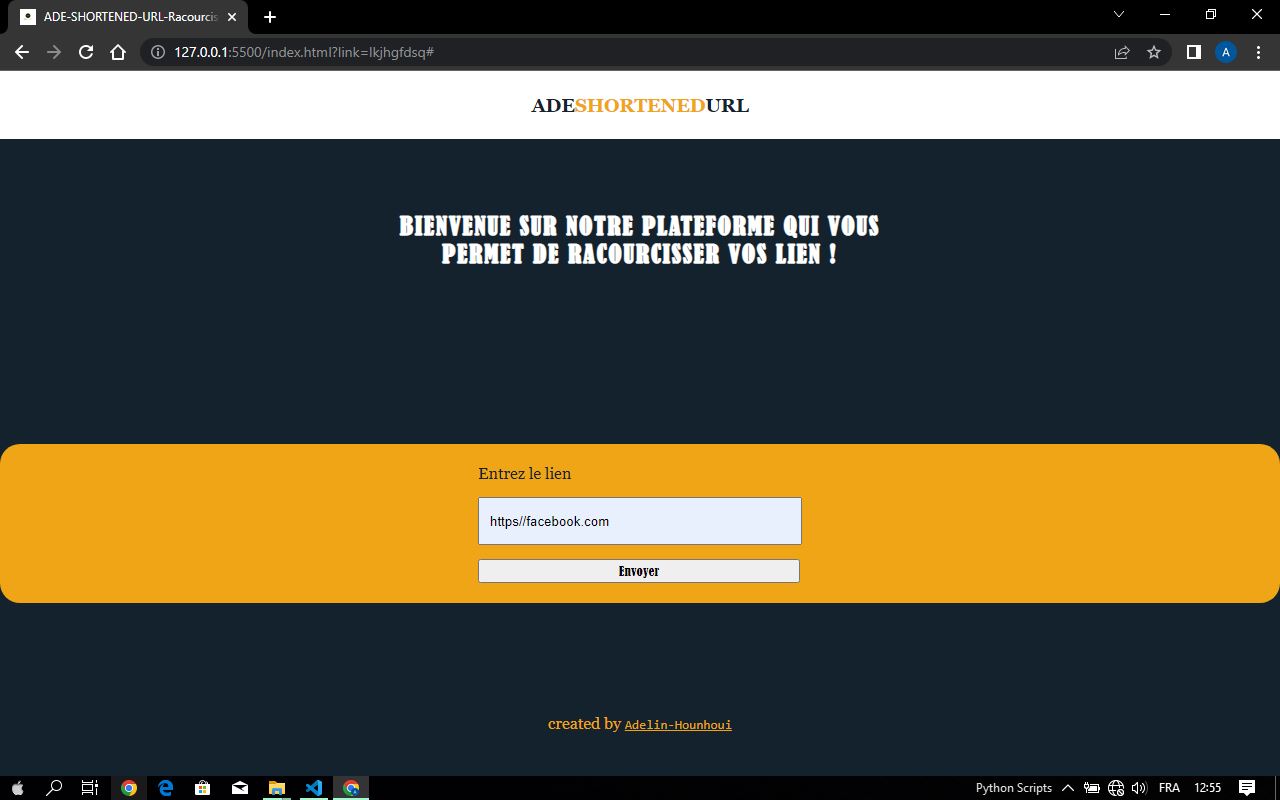 ADE-SHORTENED-URL-Racourcis
127.0.0.1:5500/index.html?link=lkjhgfdsq#
A
ADESHORTENEDURL
BIENVENUE SUR NOTRE PLATEFORME QUI VOUS
PERMET DE RACOURCISSER VOS LIEN !
Entrez le lien
https//facebook.com
Envoyer
created by Adelin-Hounhoui
Python Scripts FRA 12:55